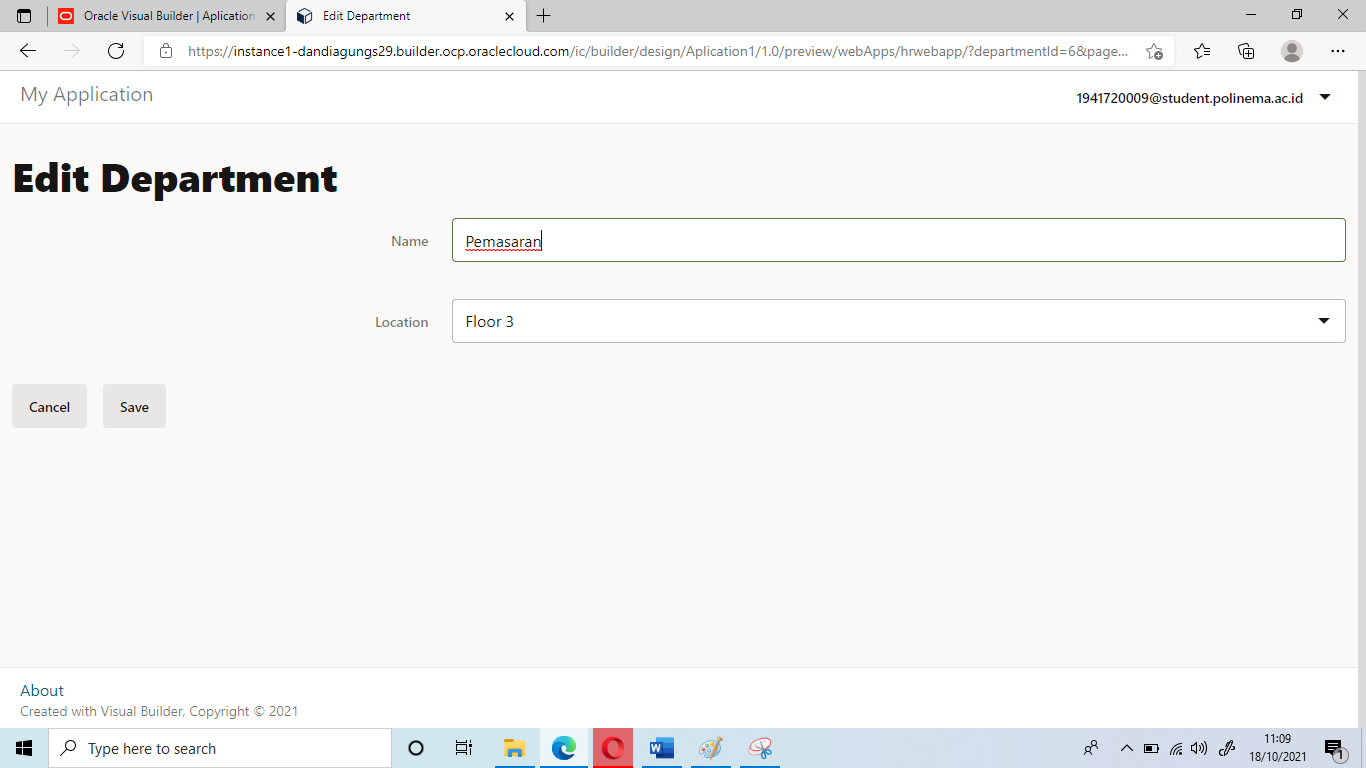 Oracle Visual Builder | Aplication
Edit Department
https://instance1-dandiagungs29.builder.ocp.oraclecloud.com/ic/builder/design/Aplication1/1.0/preview/webApps/hrwebapp/?departmentId=6&page...
My Application
1941720009@student.polinema.ac.id
Edit Department
Name
Pemasaran
Location
Floor 3
Cancel
Save
About
Created with Visual Builder, Copyright © 2021
Type here to search
11:09
18/10/2021
1